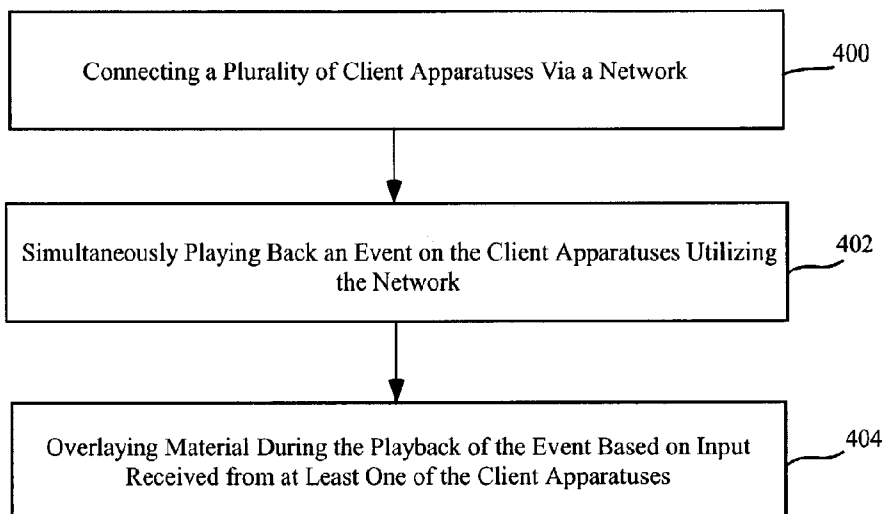 Connecting a Plurality of Client Apparatuses Via a Network
400
Simultaneously Playing Back an Event on the Client Apparatuses Utilizing
the Network
402
Overlaying Material During the Playback of the Event Based on Input
Received from at Least One of the Client Apparatuses
404